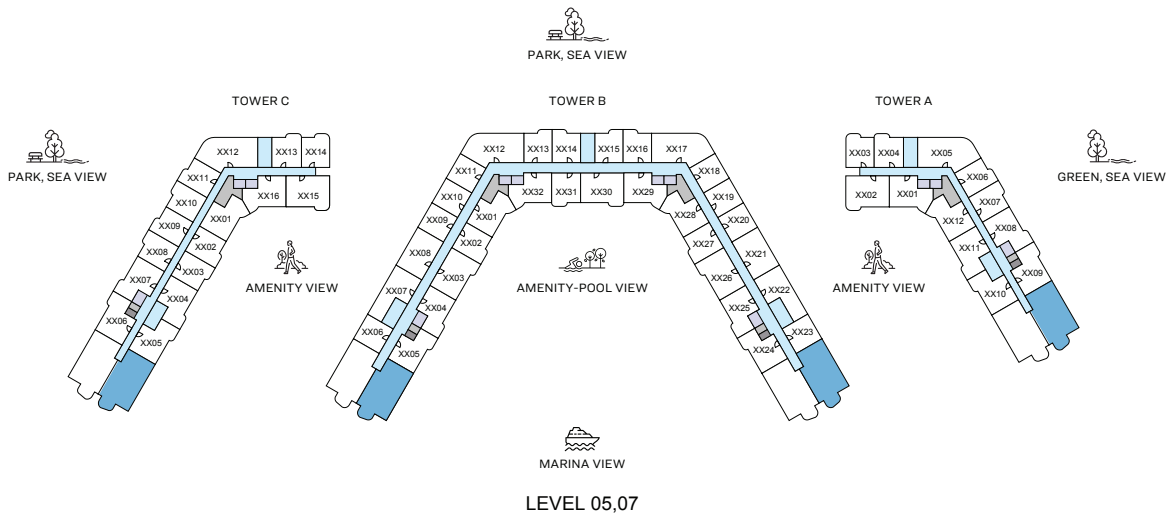 PARK, SEA VIEW
TOWER C
TOWER B
TOWER A
PARK, SEA VIEW
GREEN, SEA VIEW
XX12
XX13
XX14
XX11
XX10
XX09
XX08
XX07
XX06
XX16
XX15
XX01
XX02
XX03
XX04
XX05
AMENITY VIEW
XX12
XX13
XX14
XX15
XX16
XX17
XX11
XX10
XX09
XX08
XX07
XX06
XX32
XX31
XX30
XX29
XX01
XX02
XX03
XX04
XX05
AMENITY-POOL VIEW
XX18
XX19
XX20
XX21
XX22
XX23
XX28
XX27
XX26
XX25
XX24
AMENITY VIEW
XX03
XX04
XX05
XX02
XX01
XX06
XX07
XX08
XX09
XX12
XX11
XX10
MARINA VIEW
LEVEL 05,07